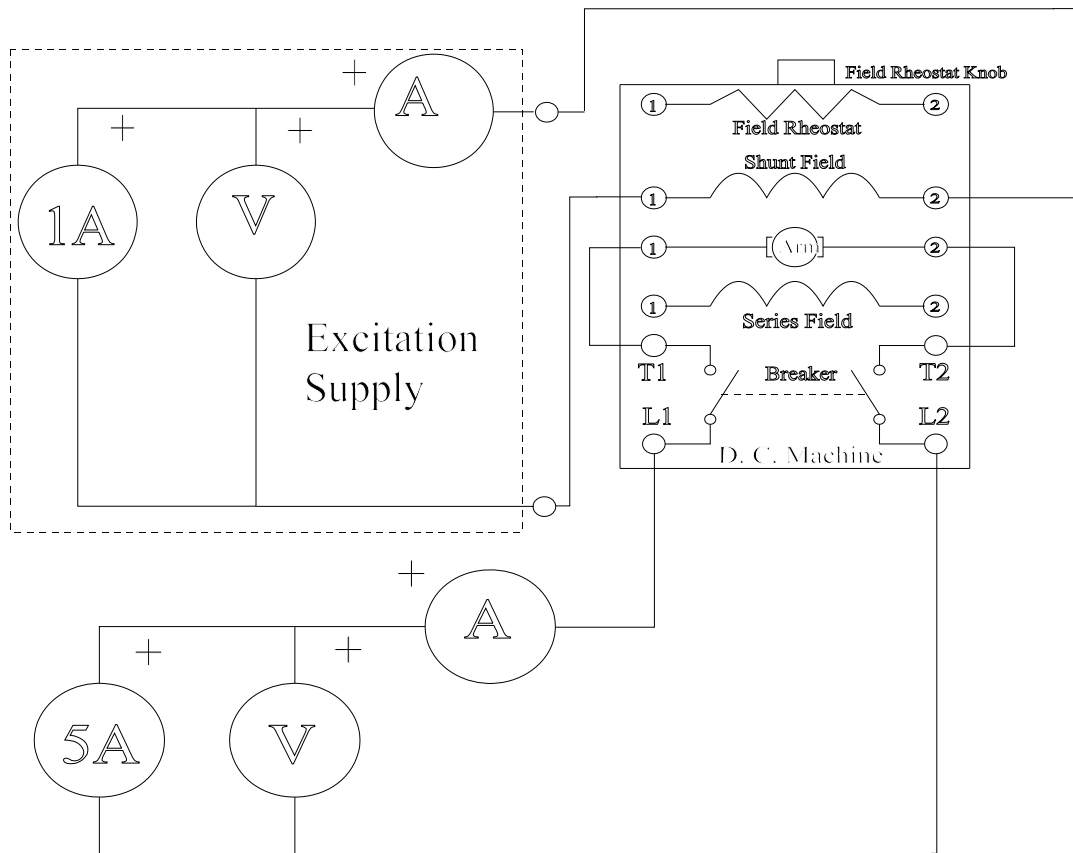 + A
Field Rheostat Knob
1 2
Field Rheostat
+ +
Shunt Field
1A V
1 2
1 Arm 2
1 2
Series Field
Excitation
Supply
T1 Breaker T2
L1 L2
D. C. Machine
+ A
+ +
5A V